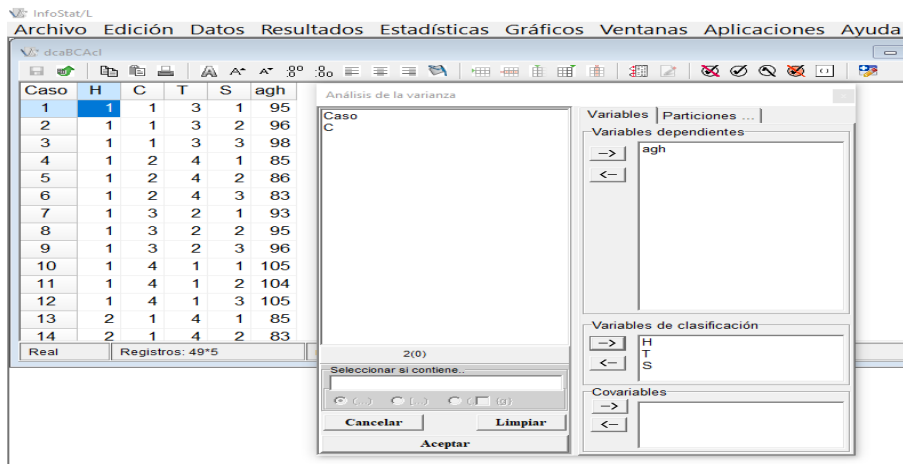 InfoStat/L
Archivo Edición Datos Resultados Estadísticas Gráficos Ventanas Aplicaciones Ayuda
dcaBCAcl
Caso H C T S agh
1 1 1 3 1 95
2 1 1 3 2 96
3 1 1 3 3 98
4 1 2 4 1 85
5 1 2 4 2 86
6 1 2 4 3 83
7 1 3 2 1 93
8 1 3 2 2 95
9 1 3 2 3 96
10 1 4 1 1 105
11 1 4 1 2 104
12 1 4 1 3 105
13 2 1 4 1 85
14 2 1 4 2 83
Real Registros: 49*5
Análisis de la varianza
Caso
C
2(0)
Seleccionar si contiene..
Cancelar Limpiar
Aceptar
Variables Particiones ...
Variables dependientes
-->
<--
agh
Variables de clasificación
-->
<--
H
T
S
Covariables
-->
<--